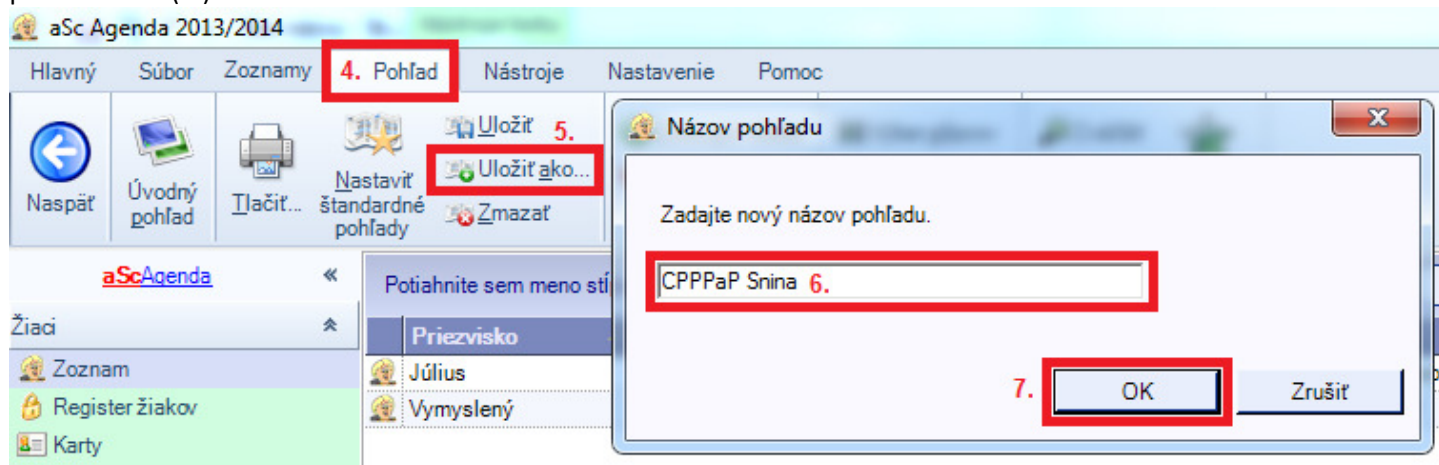 aSc Agenda 2013/2014
Hlavný Súbor Zoznamy 4. Pohľad Nástroje Nastavenie Pomoc
Naspäť
Úvodný pohľad
Tlačiť...
Nastaviť štandardné pohľady
Uložiť 5.
Uložiť ako...
Zmazať
Názov pohľadu
Zadajte nový názov pohľadu.
CPPPaP Snina 6.
7. OK Zrušiť
aScAgenda «
Žiaci
Zoznam
Register žiakov
Karty
Potiahnite sem meno
Priezvisko
Július
Vymyslený